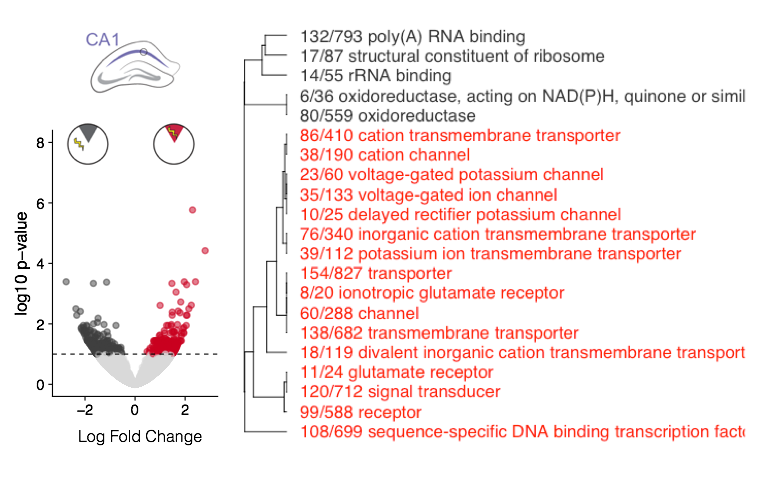 CA1
8
6
4
2
0
log10 p-value
−2 0 2
Log Fold Change
132/793 poly(A) RNA binding
17/87 structural constituent of ribosome
14/55 rRNA binding
6/36 oxidoreductase, acting on NAD(P)H, quinone or simil
80/559 oxidoreductase
86/410 cation transmembrane transporter
38/190 cation channel
23/60 voltage-gated potassium channel
35/133 voltage-gated ion channel
10/25 delayed rectifier potassium channel
76/340 inorganic cation transmembrane transporter
39/112 potassium ion transmembrane transporter
154/827 transporter
8/20 ionotropic glutamate receptor
60/288 channel
138/682 transmembrane transporter
18/119 divalent inorganic cation transmembrane transport
11/24 glutamate receptor
120/712 signal transducer
99/588 receptor
108/699 sequence-specific DNA binding transcription fact